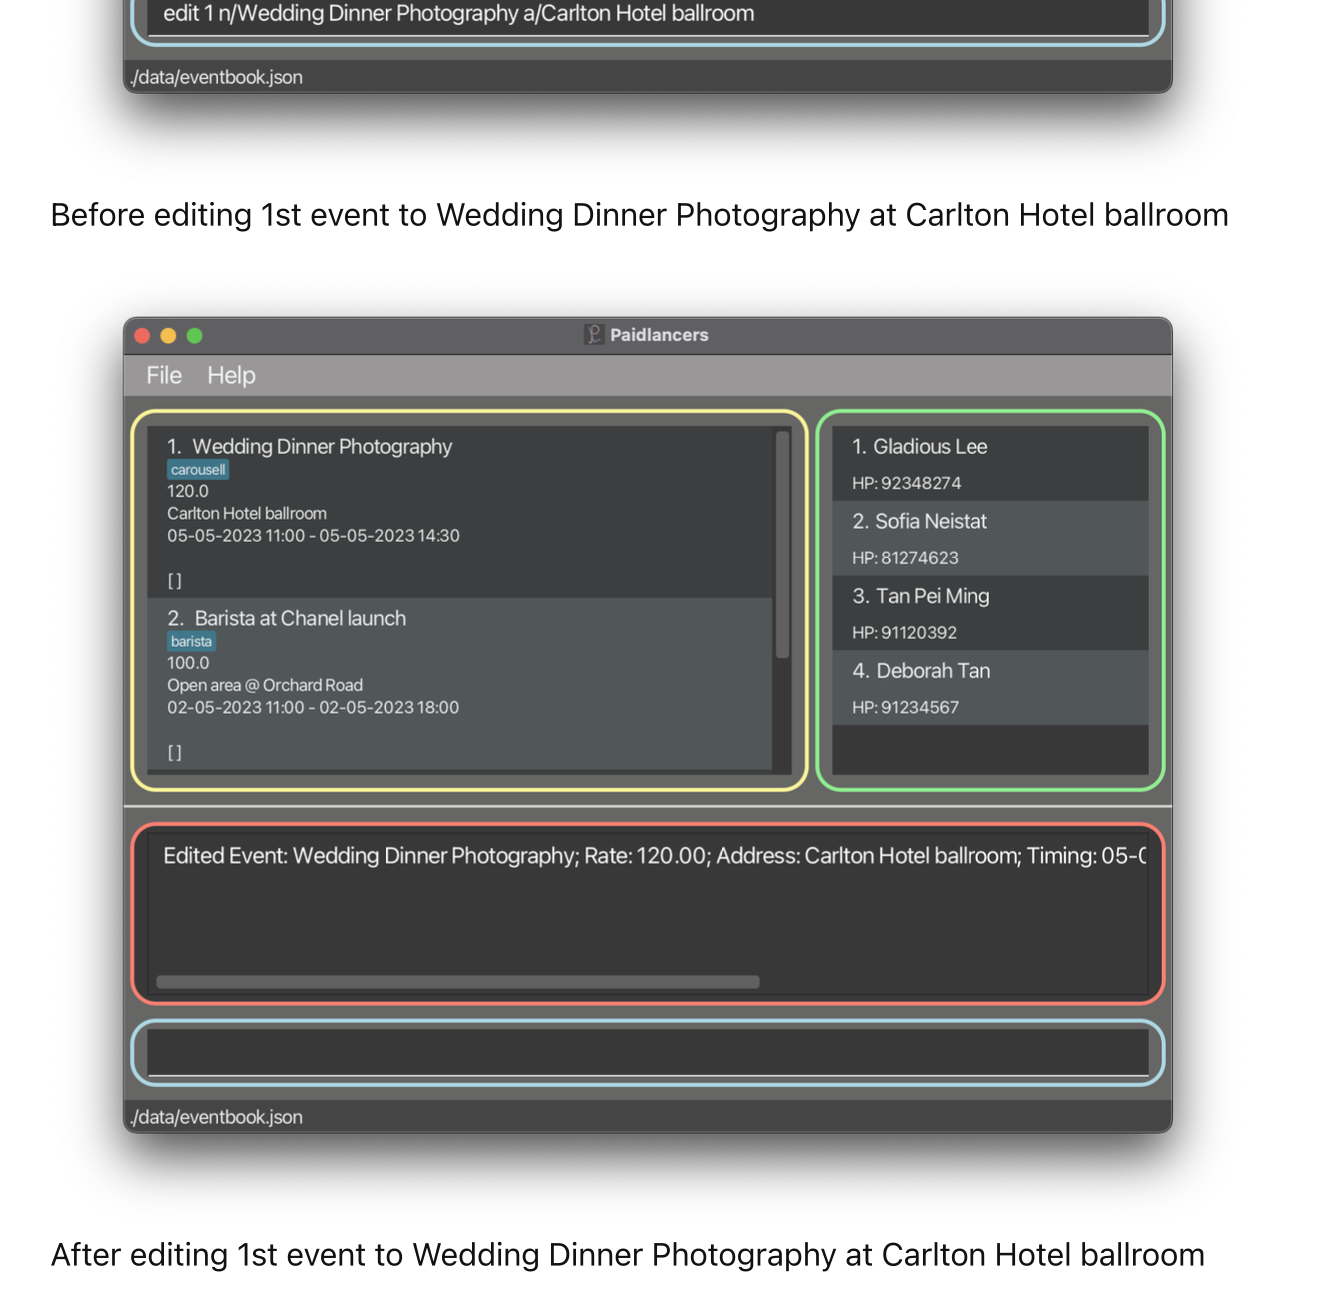 edit 1 n/Wedding Dinner Photography a/Carlton Hotel ballroom
./data/eventbook.json
Before editing 1st event to Wedding Dinner Photography at Carlton Hotel ballroom
Paidlancers
File Help
1. Wedding Dinner Photography
carousell
120.0
Carlton Hotel ballroom
05-05-2023 11:00 - 05-05-2023 14:30
[]
2. Barista at Chanel launch
barista
100.0
Open area @ Orchard Road
02-05-2023 11:00 - 02-05-2023 18:00
[]
1. Gladious Lee
HP: 92348274
2. Sofia Neistat
HP: 81274623
3. Tan Pei Ming
HP: 91120392
4. Deborah Tan
HP: 91234567
Edited Event: Wedding Dinner Photography; Rate: 120.00; Address: Carlton Hotel ballroom; Timing: 05-0
./data/eventbook.json
After editing 1st event to Wedding Dinner Photography at Carlton Hotel ballroom